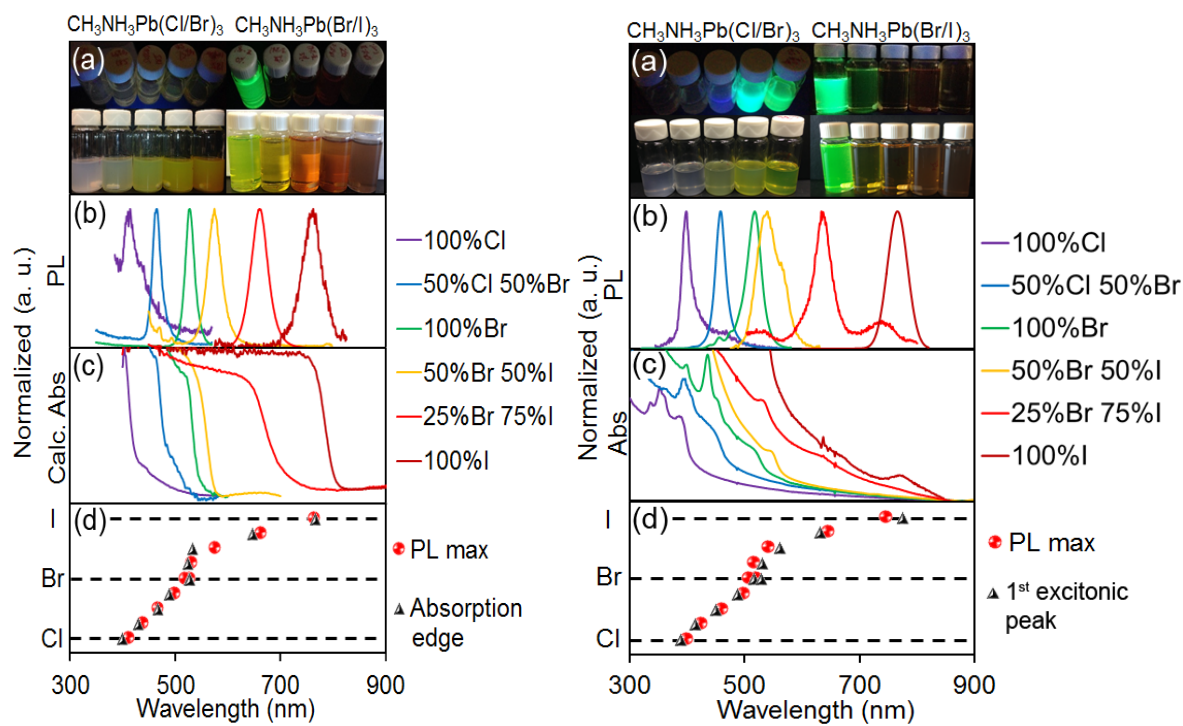 CH₃NH₃Pb(Cl/Br)₃ CH₃NH₃Pb(Br/I)₃
(a)
(b)
Normalized (a. u.)
PL
100%Cl
50%Cl 50%Br
100%Br
50%Br 50%I
25%Br 75%I
100%I
(c)
Calc. Abs
(d)
I
Br
Cl
PL max
Absorption
edge
300 500 700 900
Wavelength (nm)
CH₃NH₃Pb(Cl/Br)₃ CH₃NH₃Pb(Br/I)₃
(a)
(b)
Normalized (a. u.)
PL
100%Cl
50%Cl 50%Br
100%Br
50%Br 50%I
25%Br 75%I
100%I
(c)
Abs
(d)
I
Br
Cl
PL max
1st excitonic
peak
300 500 700 900
Wavelength (nm)